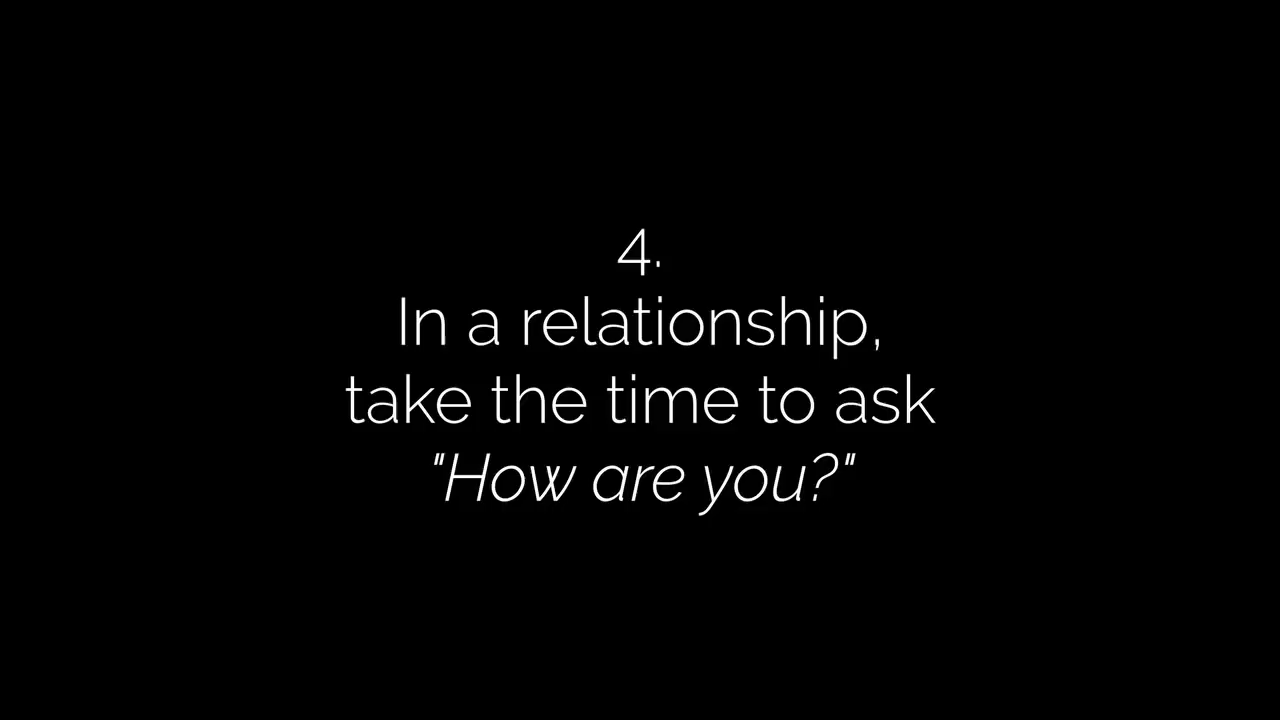 4.
In a relationship,
take the time to ask
"How are you?"